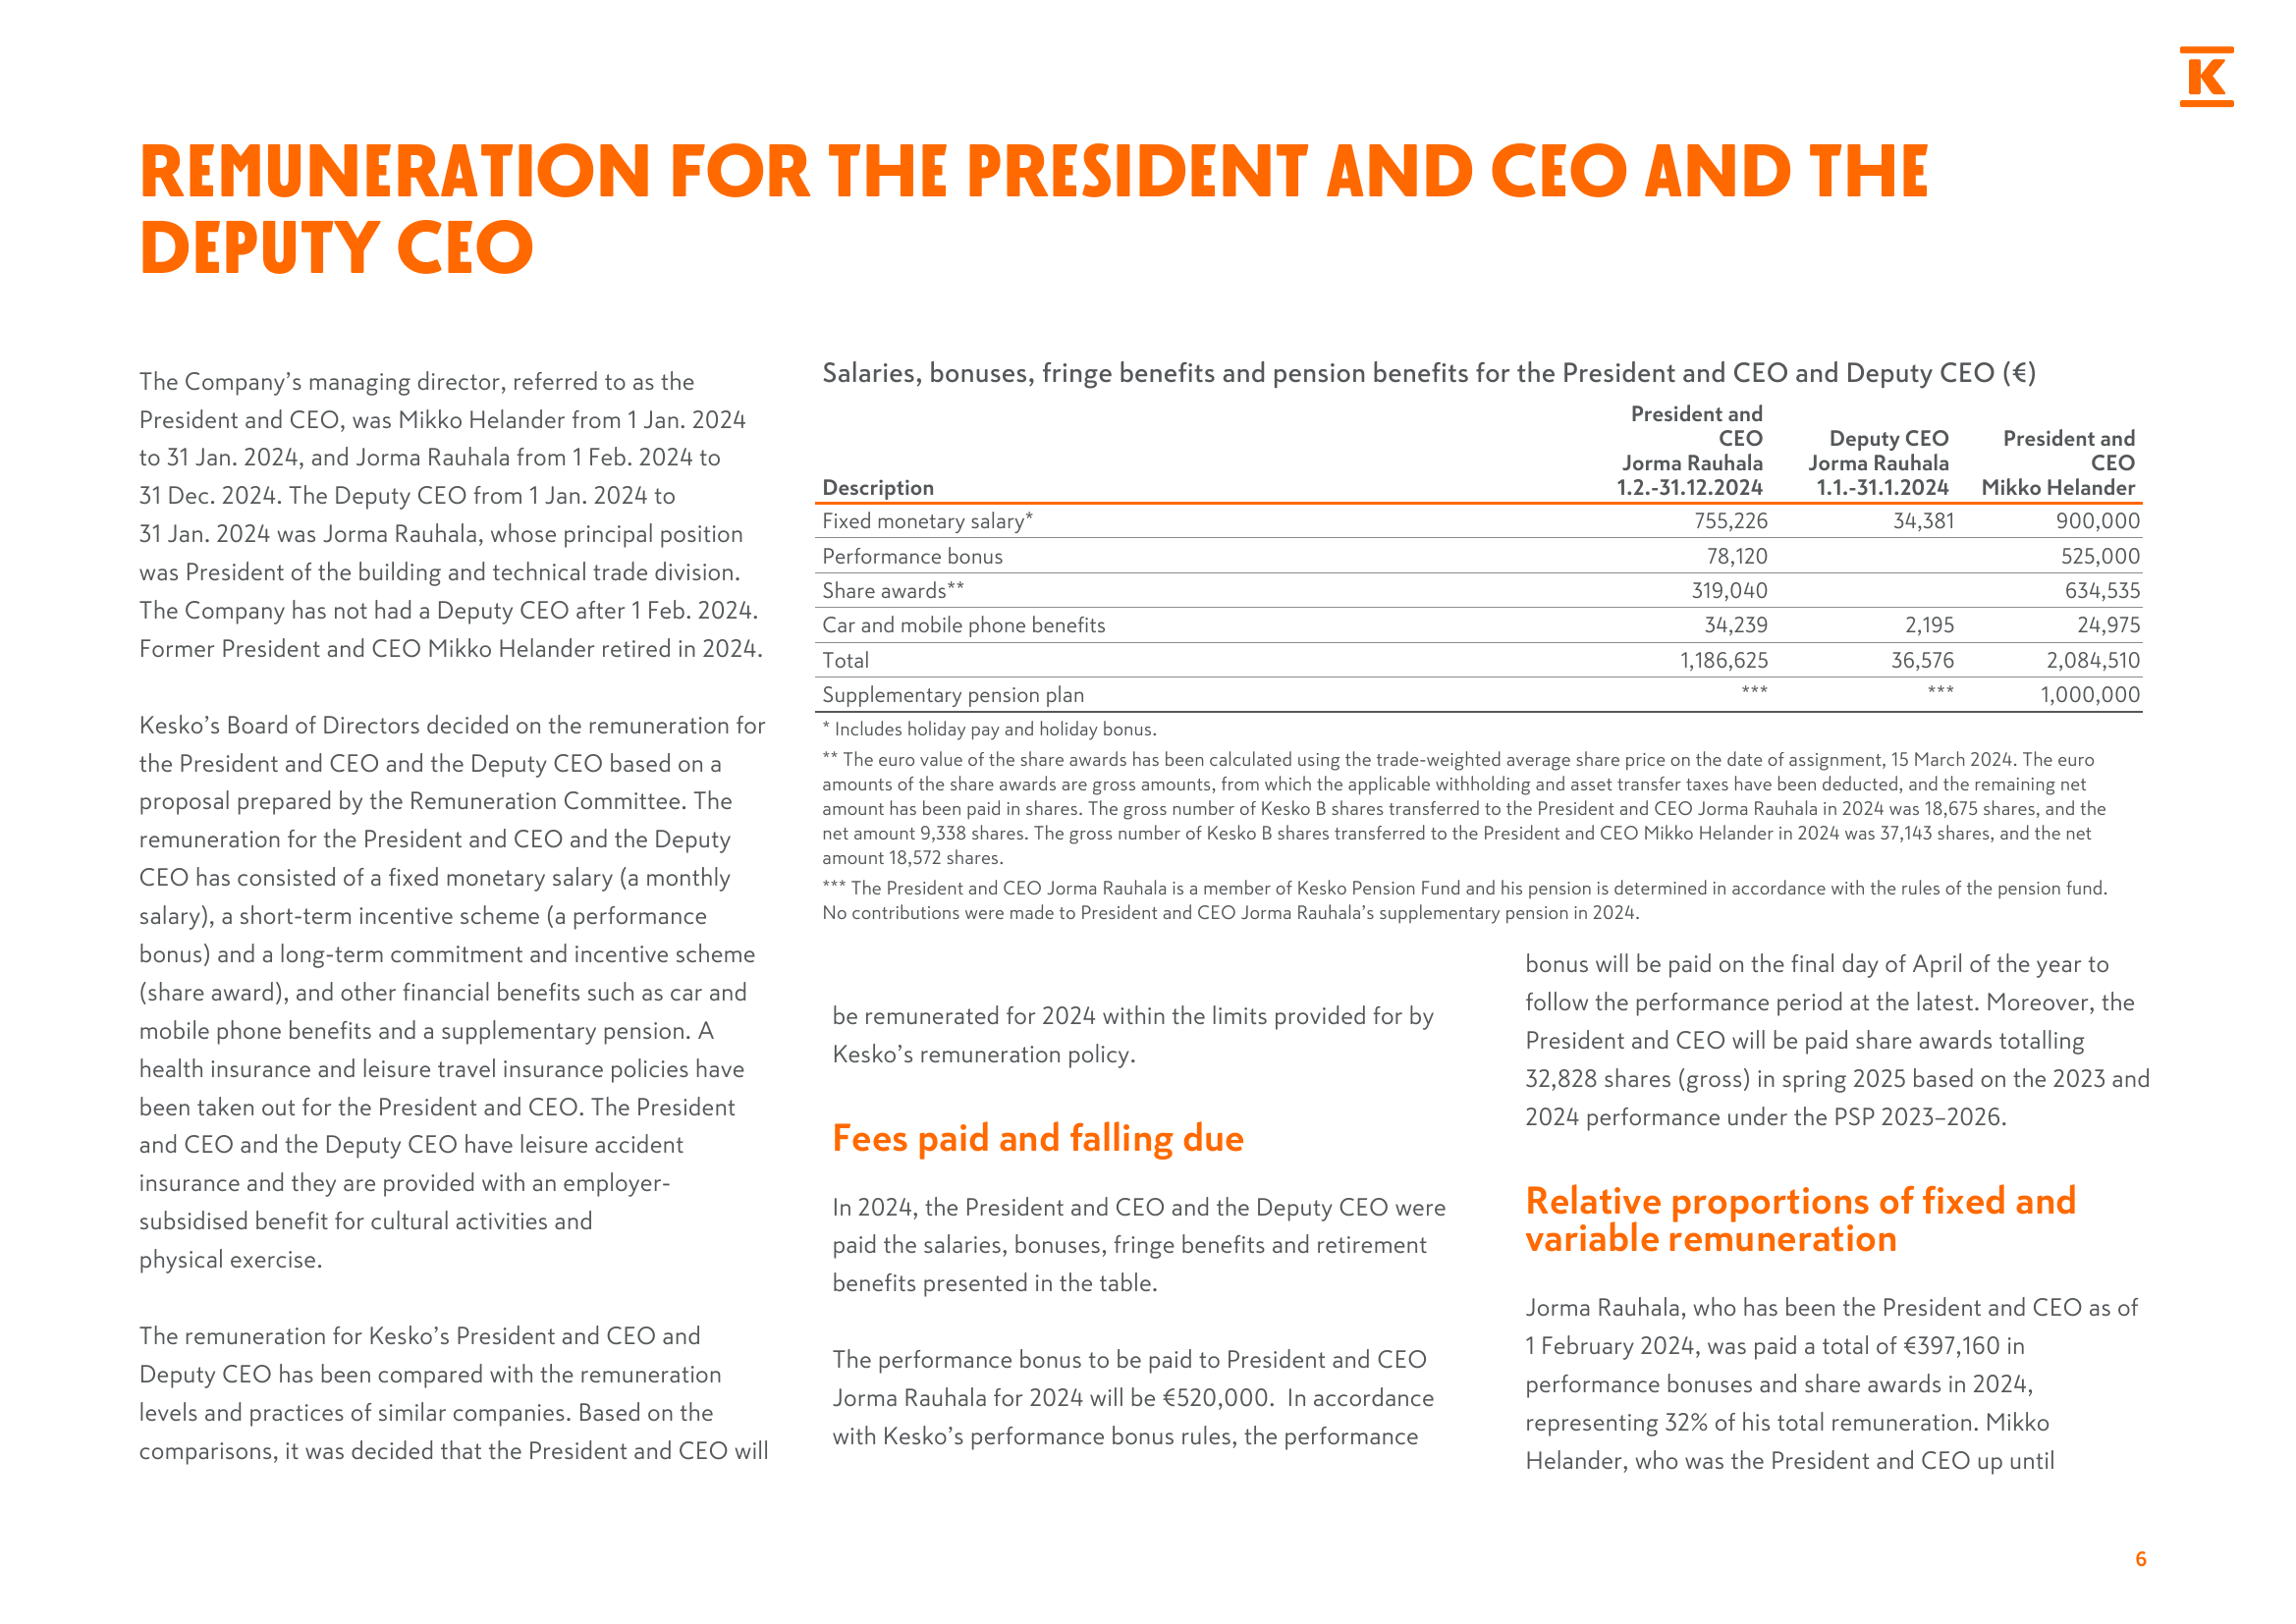 K
REMUNERATION FOR THE PRESIDENT AND CEO AND THE
DEPUTY CEO
The Company’s managing director, referred to as the
President and CEO, was Mikko Helander from 1 Jan. 2024
to 31 Jan. 2024, and Jorma Rauhala from 1 Feb. 2024 to
31 Dec. 2024. The Deputy CEO from 1 Jan. 2024 to
31 Jan. 2024 was Jorma Rauhala, whose principal position
was President of the building and technical trade division.
The Company has not had a Deputy CEO after 1 Feb. 2024.
Former President and CEO Mikko Helander retired in 2024.
Kesko’s Board of Directors decided on the remuneration for
the President and CEO and the Deputy CEO based on a
proposal prepared by the Remuneration Committee. The
remuneration for the President and CEO and the Deputy
CEO has consisted of a fixed monetary salary (a monthly
salary), a short-term incentive scheme (a performance
bonus) and a long-term commitment and incentive scheme
(share award), and other financial benefits such as car and
mobile phone benefits and a supplementary pension. A
health insurance and leisure travel insurance policies have
been taken out for the President and CEO. The President
and CEO and the Deputy CEO have leisure accident
insurance and they are provided with an employer-
subsidised benefit for cultural activities and
physical exercise.
The remuneration for Kesko’s President and CEO and
Deputy CEO has been compared with the remuneration
levels and practices of similar companies. Based on the
comparisons, it was decided that the President and CEO will
Salaries, bonuses, fringe benefits and pension benefits for the President and CEO and Deputy CEO (€)
President and
CEO Deputy CEO President and
Jorma Rauhala Jorma Rauhala CEO
Description 1.2.-31.12.2024 1.1.-31.1.2024 Mikko Helander
Fixed monetary salary* 755,226 34,381 900,000
Performance bonus 78,120 525,000
Share awards** 319,040 634,535
Car and mobile phone benefits 34,239 2,195 24,975
Total 1,186,625 36,576 2,084,510
Supplementary pension plan *** *** 1,000,000
* Includes holiday pay and holiday bonus.
** The euro value of the share awards has been calculated using the trade-weighted average share price on the date of assignment, 15 March 2024. The euro
amounts of the share awards are gross amounts, from which the applicable withholding and asset transfer taxes have been deducted, and the remaining net
amount has been paid in shares. The gross number of Kesko B shares transferred to the President and CEO Jorma Rauhala in 2024 was 18,675 shares, and the
net amount 9,338 shares. The gross number of Kesko B shares transferred to the President and CEO Mikko Helander in 2024 was 37,143 shares, and the net
amount 18,572 shares.
*** The President and CEO Jorma Rauhala is a member of Kesko Pension Fund and his pension is determined in accordance with the rules of the pension fund.
No contributions were made to President and CEO Jorma Rauhala’s supplementary pension in 2024.
be remunerated for 2024 within the limits provided for by
Kesko’s remuneration policy.
Fees paid and falling due
In 2024, the President and CEO and the Deputy CEO were
paid the salaries, bonuses, fringe benefits and retirement
benefits presented in the table.
The performance bonus to be paid to President and CEO
Jorma Rauhala for 2024 will be €520,000.  In accordance
with Kesko’s performance bonus rules, the performance
bonus will be paid on the final day of April of the year to
follow the performance period at the latest. Moreover, the
President and CEO will be paid share awards totalling
32,828 shares (gross) in spring 2025 based on the 2023 and
2024 performance under the PSP 2023–2026.
Relative proportions of fixed and
variable remuneration
Jorma Rauhala, who has been the President and CEO as of
1 February 2024, was paid a total of €397,160 in
performance bonuses and share awards in 2024,
representing 32% of his total remuneration. Mikko
Helander, who was the President and CEO up until
6